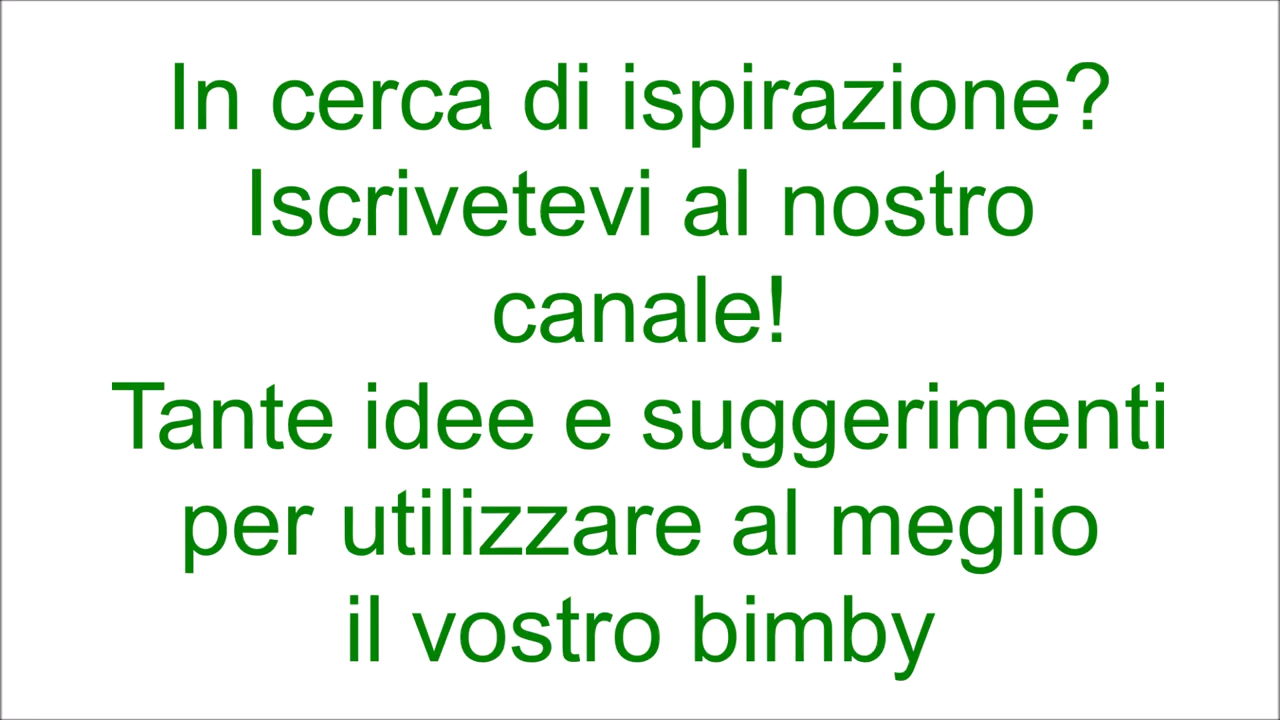 In cerca di ispirazione?
Iscrivetevi al nostro
canale!
Tante idee e suggerimenti
per utilizzare al meglio
il vostro bimby